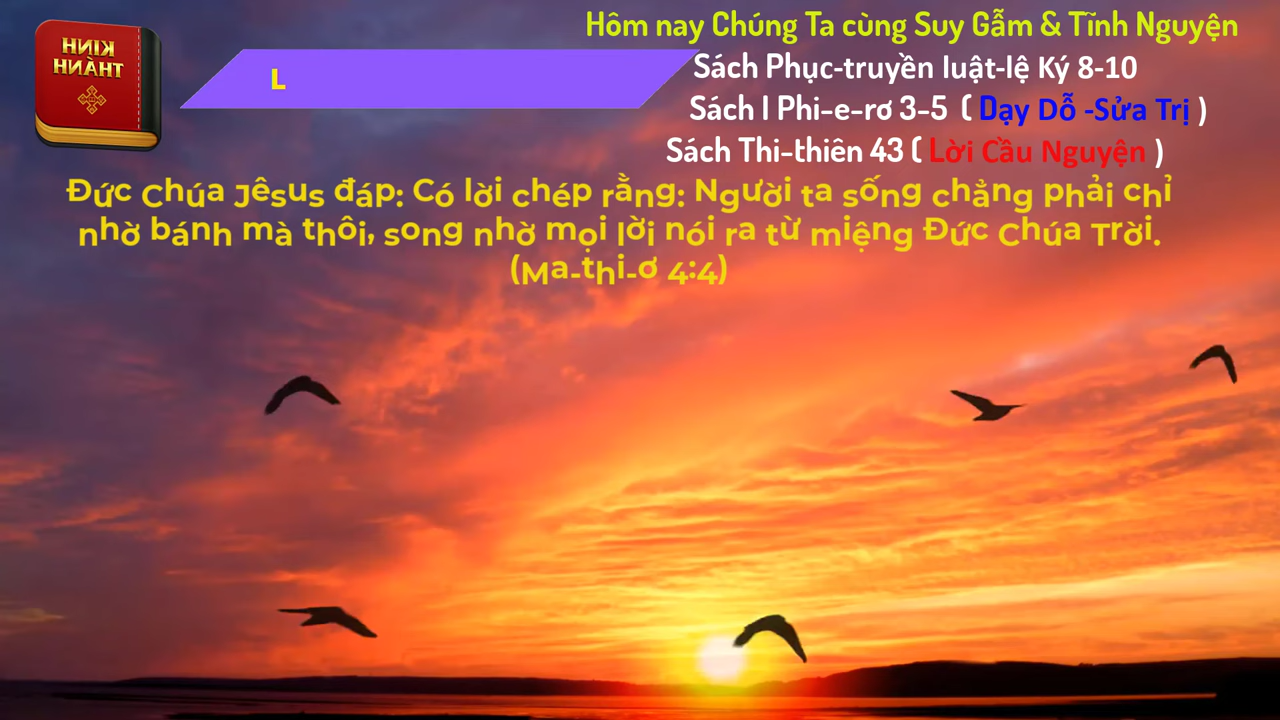 KINH
THÀNH
L
Hôm nay Chúng Ta cùng Suy Gẫm & Tĩnh Nguyện
Sách Phục-truyền luật-lệ Ký 8-10
Sách I Phi-e-rơ 3-5 ( Dạy Dỗ -Sửa Trị )
Sách Thi-thiên 43 ( Lời Cầu Nguyện )
Đức Chúa Jêsus đáp: Có lời chép rằng: Người ta sống chẳng phải chỉ
nhờ bánh mà thôi, song nhờ mọi lời nói ra từ miệng Đức Chúa Trời.
(Ma-thi-ơ 4:4)